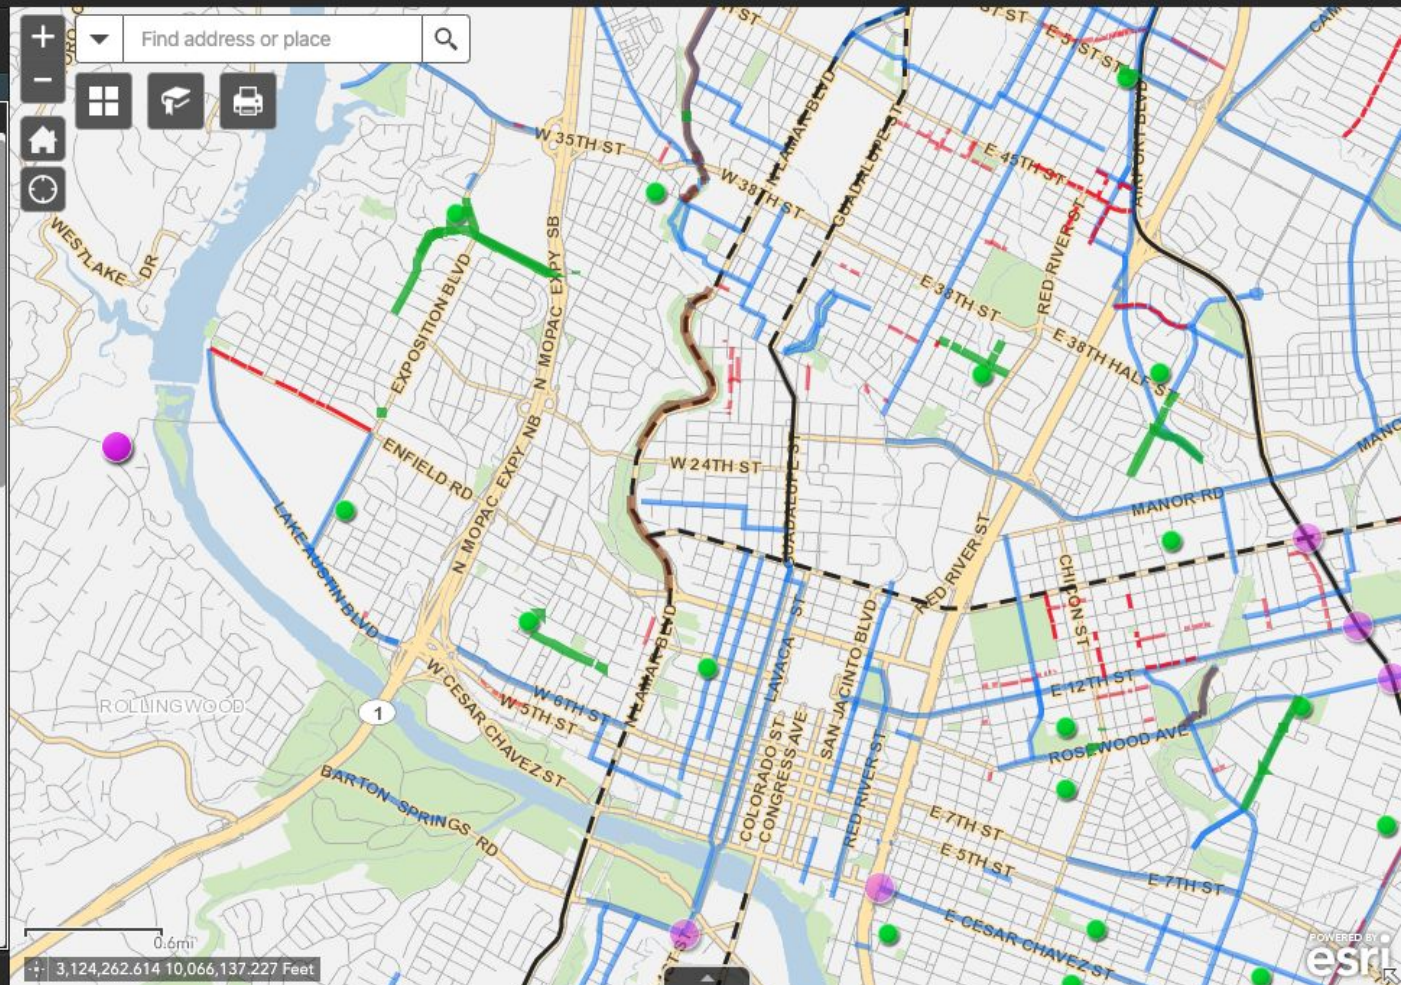 Find address or place
W 35TH ST
W 38TH ST
N LAMAR BLVD
GUADALUPE ST
E 51ST ST
AIRPORT BLVD
E 45TH ST
RED RIVER ST
E 38TH ST
E 38TH HALF ST
WESTLAKE DR
EXPOSITION BLVD
N MOPAC EXPY SB
N MOPAC EXPY NB
ENFIELD RD
W 24TH ST
GUADALUPE ST
MANOR RD
LAKE AUSTIN BLVD
N MOPAC EXPY
RED RIVER ST
CHICON ST
N LAMAR BLVD
LAVACA ST
SAN JACINTO BLVD
E 12TH ST
ROSEWOOD AVE
ROLLINGWOOD
1
W CESAR CHAVEZ ST
W 6TH ST
W 5TH ST
BARTON SPRINGS RD
COLORADO ST
CONGRESS AVE
RED RIVER ST
E 7TH ST
E 5TH ST
E 7TH ST
E CESAR CHAVEZ ST
0.6mi
3,124,262.614 10,066,137.227 Feet
POWERED BY
esri